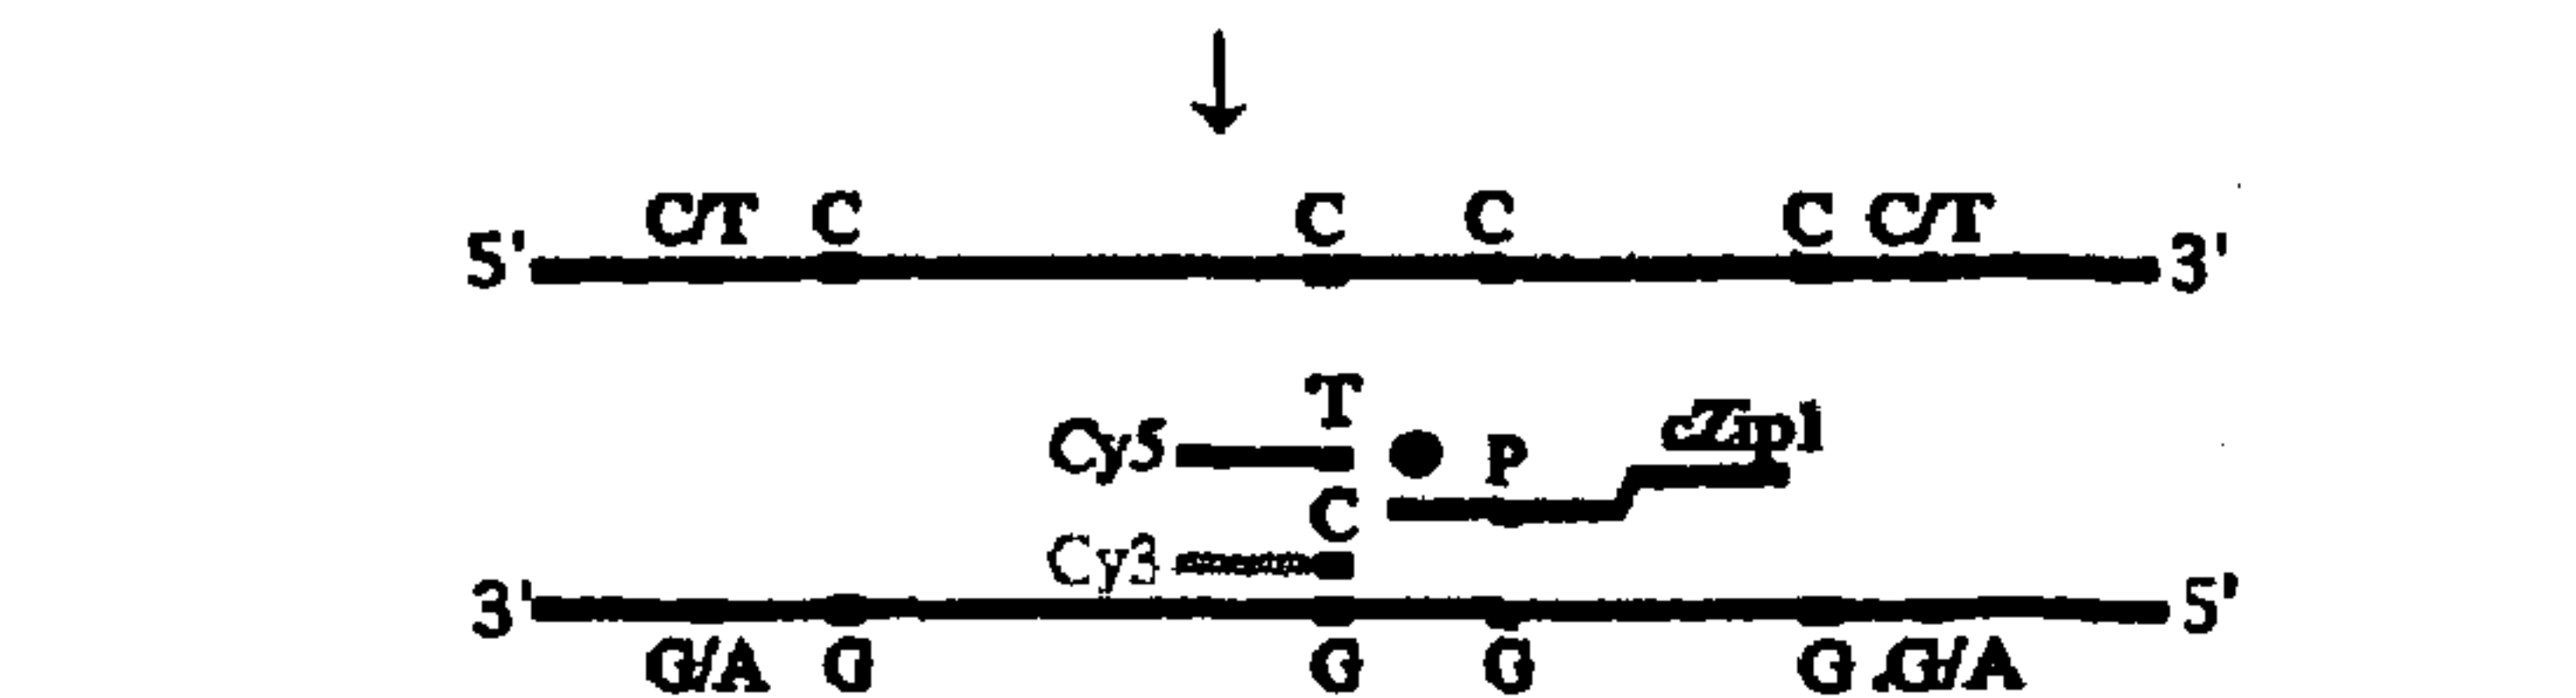 C/T C C C C C/T
5' 3'
T
Cy5 P cZip1
C
Cy3
3' 5'
G/A G G G G G/A